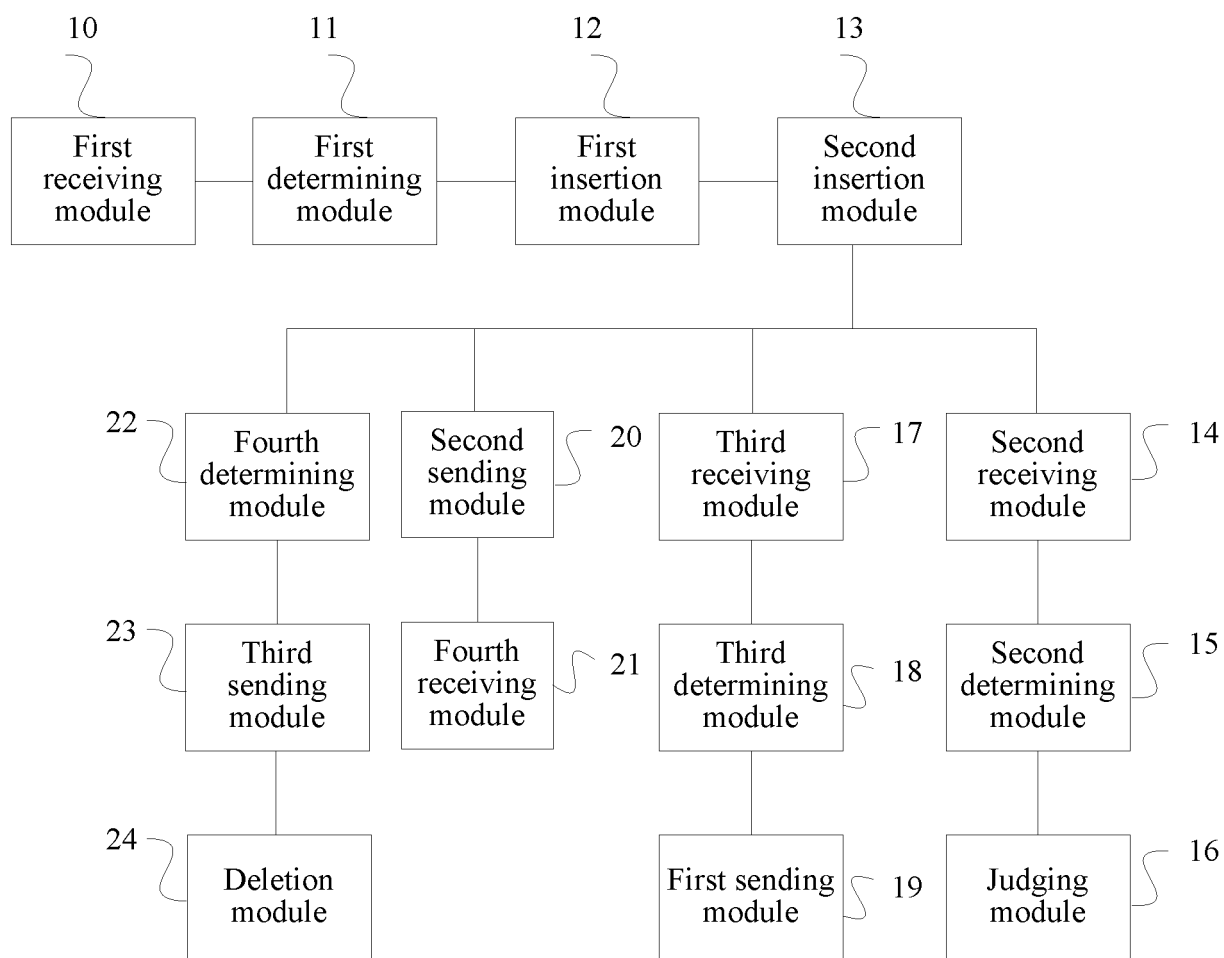 10
11
12
13
First
receiving
module
First
determining
module
First
insertion
module
Second
insertion
module
22
Fourth
determining
module
Second
sending
module
20
Third
receiving
module
17
Second
receiving
module
14
23
Third
sending
module
Fourth
receiving
module
21
Third
determining
module
18
Second
determining
module
15
24
Deletion
module
First sending
module
19
Judging
module
16